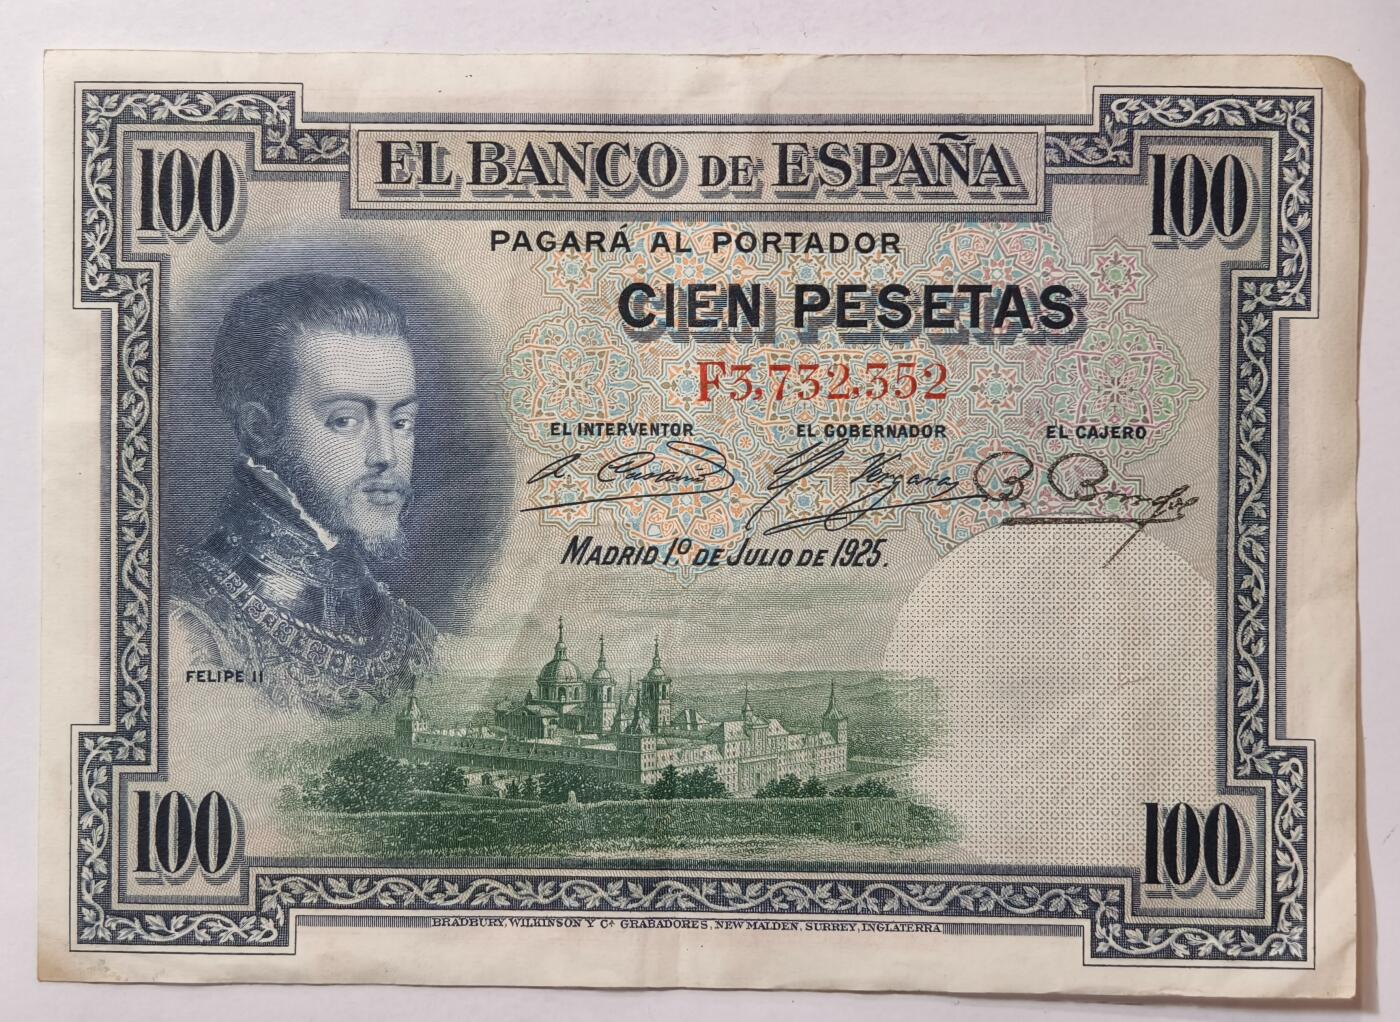 100 EL BANCO DE ESPAÑA 100
PAGARÁ AL PORTADOR
CIEN PESETAS
F3,732,352
EL INTERVENTOR EL GOBERNADOR EL CAJERO
MADRID 1º DE JULIO DE 1925.
FELIPE II
100 100
BRADBURY, WILKINSON Y Cª GRABADORES, NEW MALDEN, SURREY, INGLATERRA